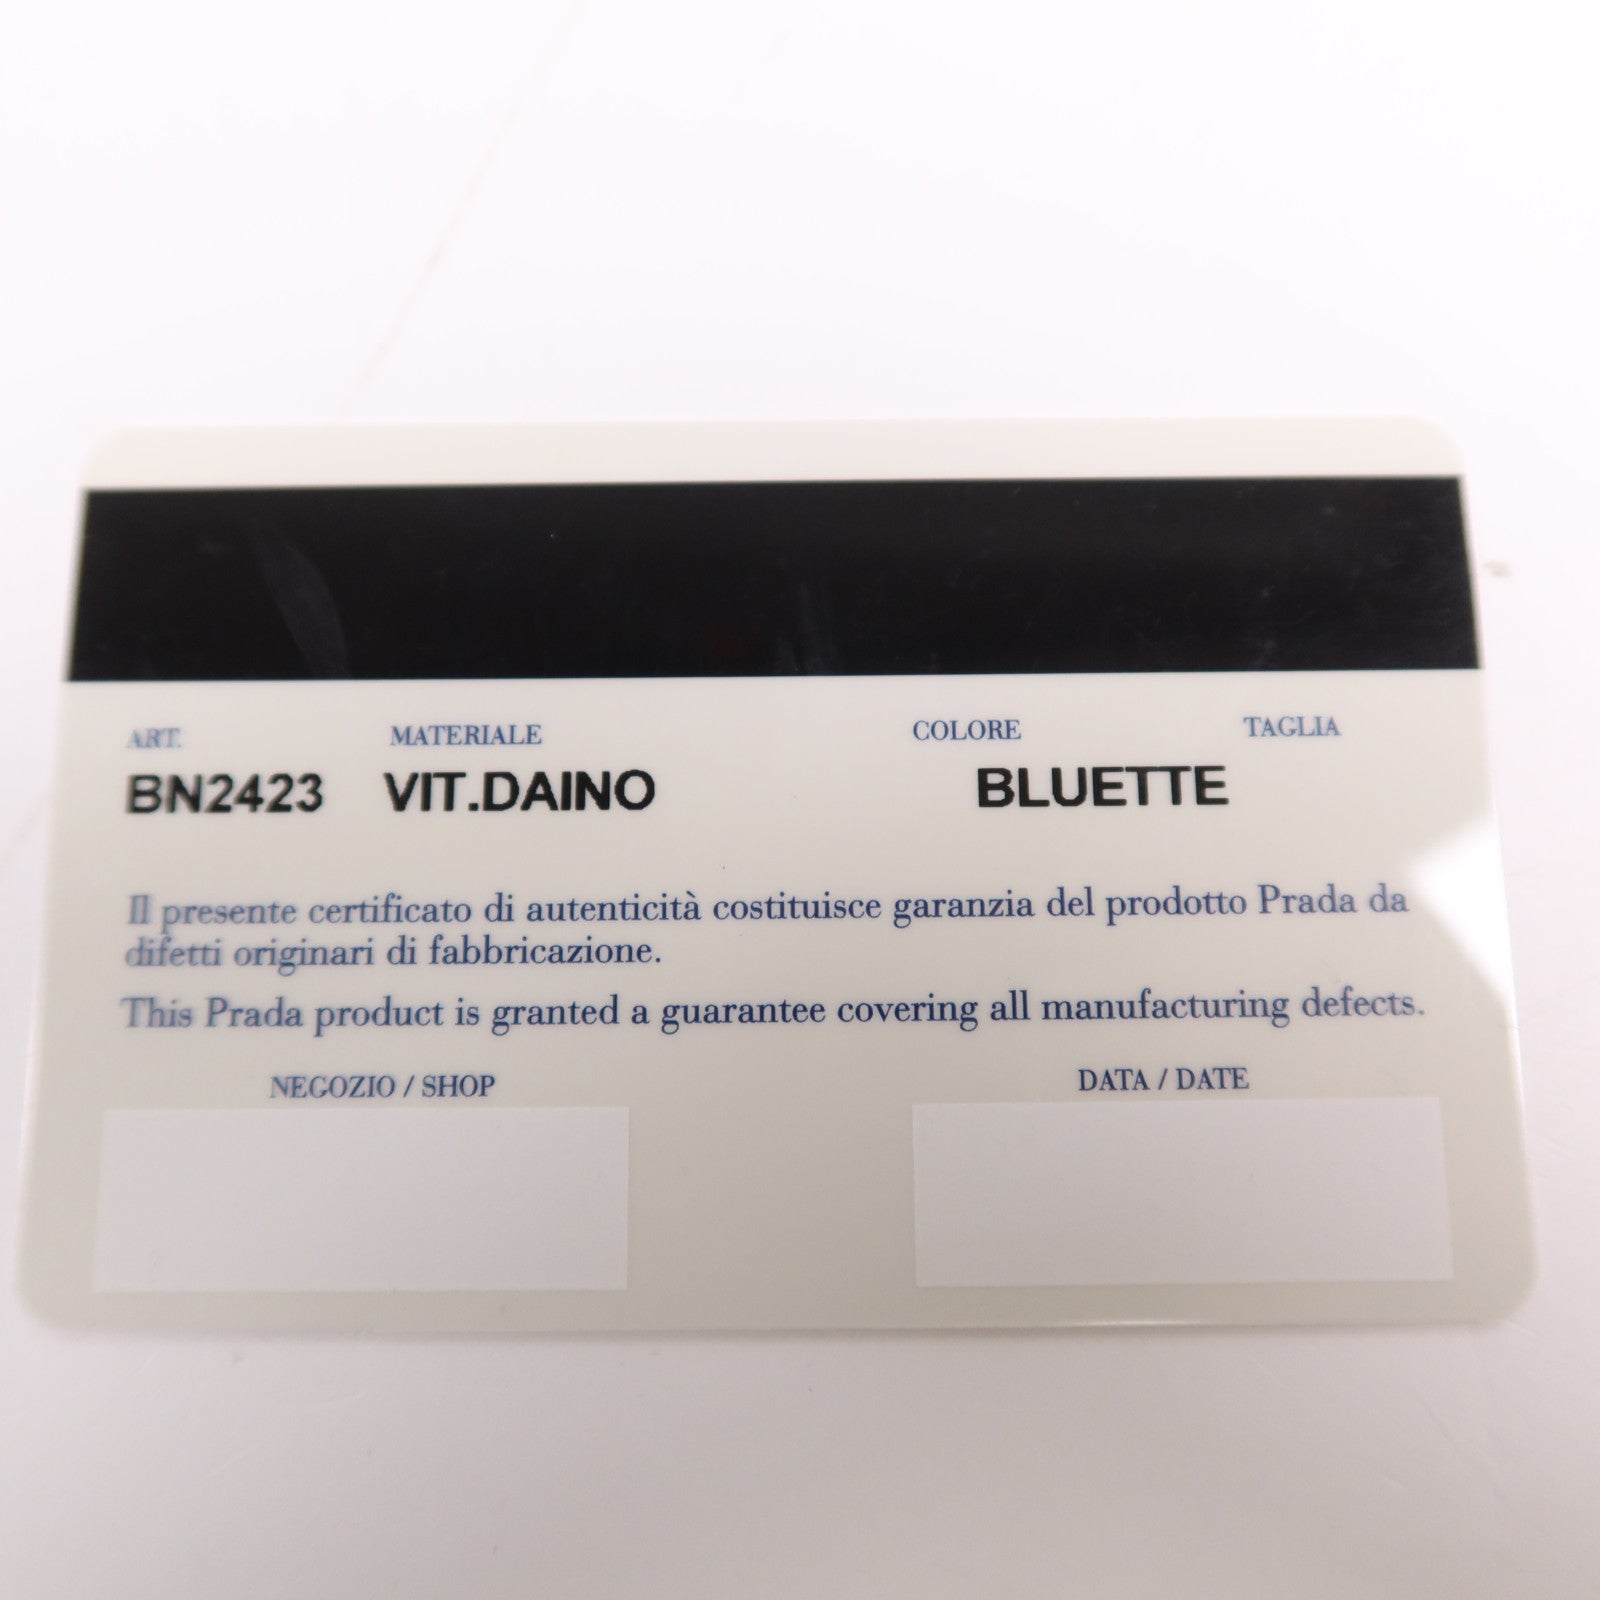 ART. MATERIALE COLORE TAGLIA
BN2423 VIT.DAINO BLUETTE
Il presente certificato di autenticità costituisce garanzia del prodotto Prada da
difetti originari di fabbricazione.
This Prada product is granted a guarantee covering all manufacturing defects.
NEGOZIO / SHOP DATA / DATE